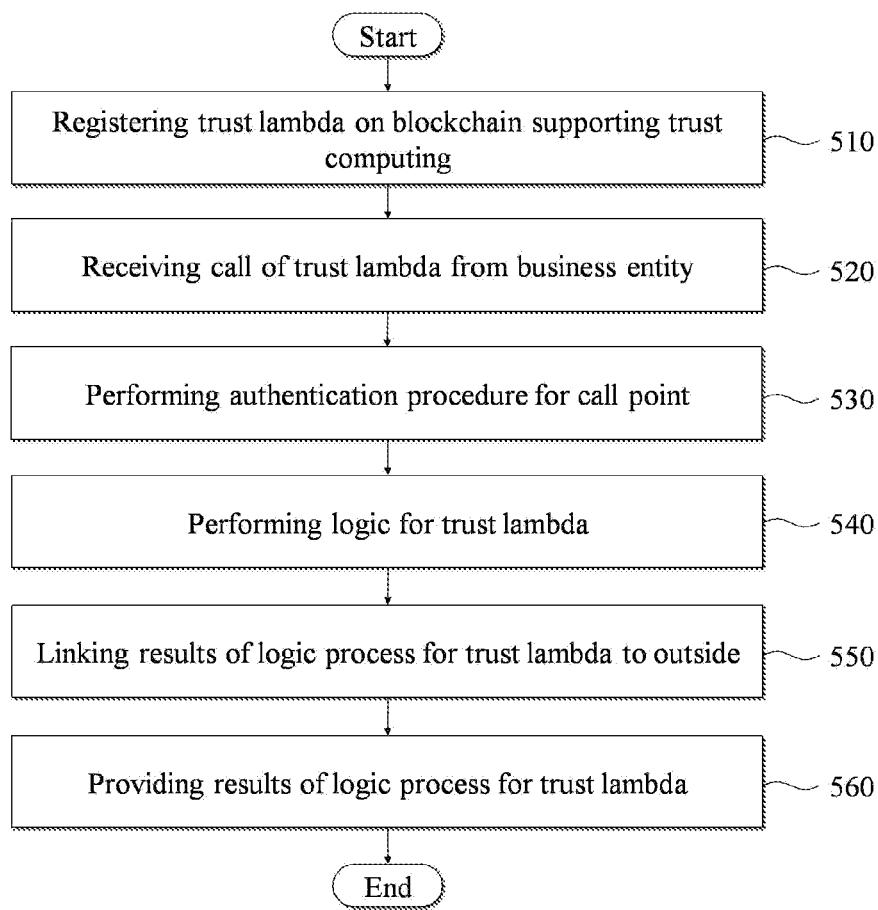 Start
Registering trust lambda on blockchain supporting trust
computing
510
Receiving call of trust lambda from business entity
520
Performing authentication procedure for call point
530
Performing logic for trust lambda
540
Linking results of logic process for trust lambda to outside
550
Providing results of logic process for trust lambda
560
End